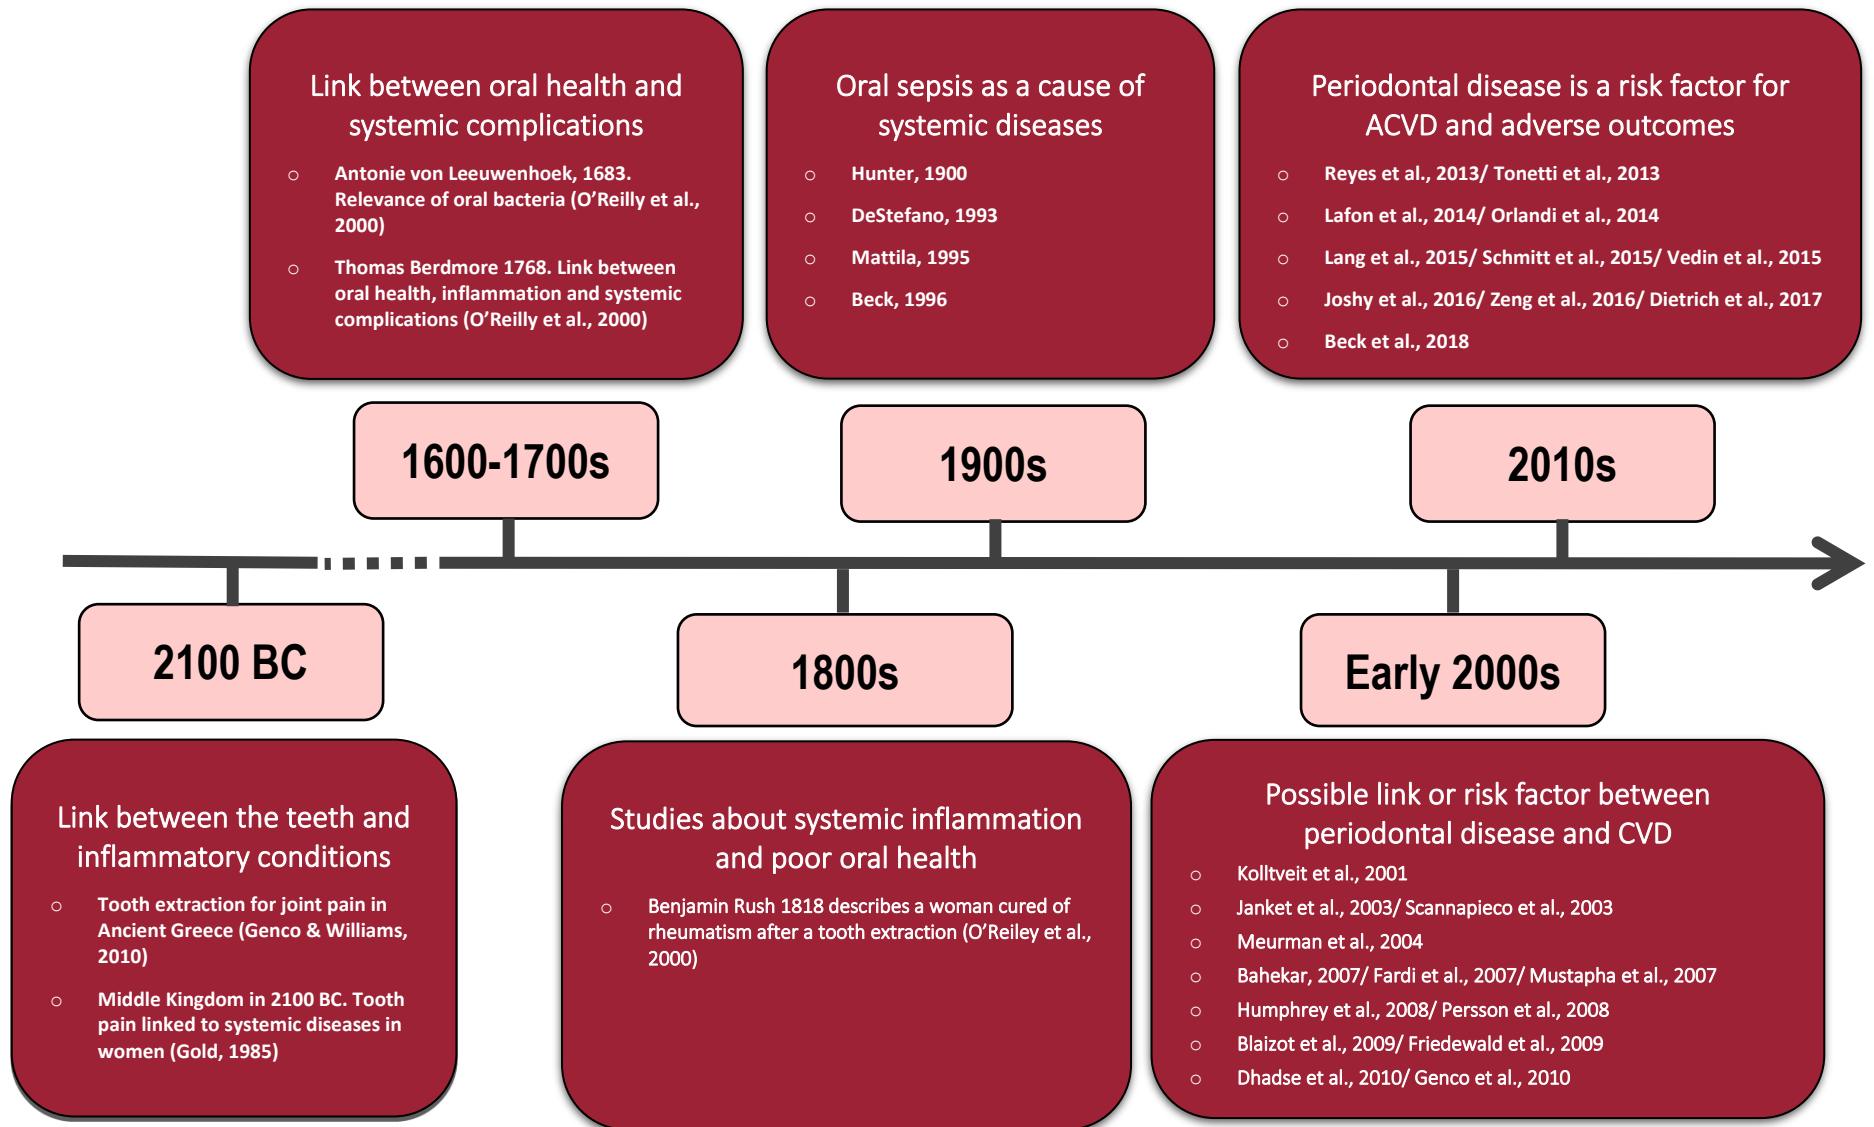 Link between oral health and
systemic complications
o Antonie von Leeuwenhoek, 1683.
Relevance of oral bacteria (O'Reilly et al.,
2000)
o Thomas Berdmore 1768. Link between
oral health, inflammation and systemic
complications (O'Reilly et al., 2000)
Oral sepsis as a cause of
systemic diseases
o Hunter, 1900
o DeStefano, 1993
o Mattila, 1995
o Beck, 1996
Periodontal disease is a risk factor for
ACVD and adverse outcomes
o Reyes et al., 2013/ Tonetti et al., 2013
o Lafon et al., 2014/ Orlandi et al., 2014
o Lang et al., 2015/ Schmitt et al., 2015/ Vedin et al., 2015
o Joshy et al., 2016/ Zeng et al., 2016/ Dietrich et al., 2017
o Beck et al., 2018
1600-1700s
1900s
2010s
2100 BC
1800s
Early 2000s
Link between the teeth and
inflammatory conditions
o Tooth extraction for joint pain in
Ancient Greece (Genco & Williams,
2010)
o Middle Kingdom in 2100 BC. Tooth
pain linked to systemic diseases in
women (Gold, 1985)
Studies about systemic inflammation
and poor oral health
o Benjamin Rush 1818 describes a woman cured of
rheumatism after a tooth extraction (O'Reiley et al.,
2000)
Possible link or risk factor between
periodontal disease and CVD
o Kolltveit et al., 2001
o Janket et al., 2003/ Scannapieco et al., 2003
o Meurman et al., 2004
o Bahekar, 2007/ Fardi et al., 2007/ Mustapha et al., 2007
o Humphrey et al., 2008/ Persson et al., 2008
o Blaizot et al., 2009/ Friedewald et al., 2009
o Dhadse et al., 2010/ Genco et al., 2010